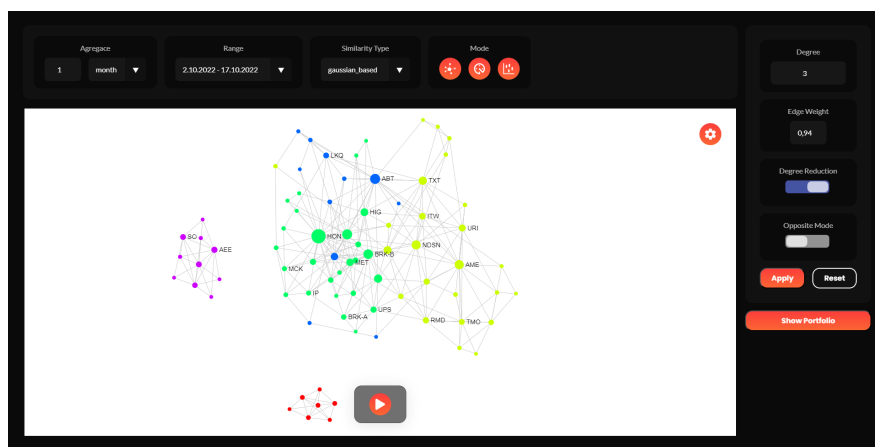 Agregace
1 month
Range
2.10.2022 - 17.10.2022
Similarity Type
gaussian_based
Mode
Degree
3
Edge Weight
0,94
Degree Reduction
Opposite Mode
Apply Reset
Show Portfolio
LKQ
ABT
TXT
HIG
ITW
URI
SO
HON
NDSN
AEE
BRK-B
MET
AME
MCK
IP
UPS
BRK-A
RMD
TMO